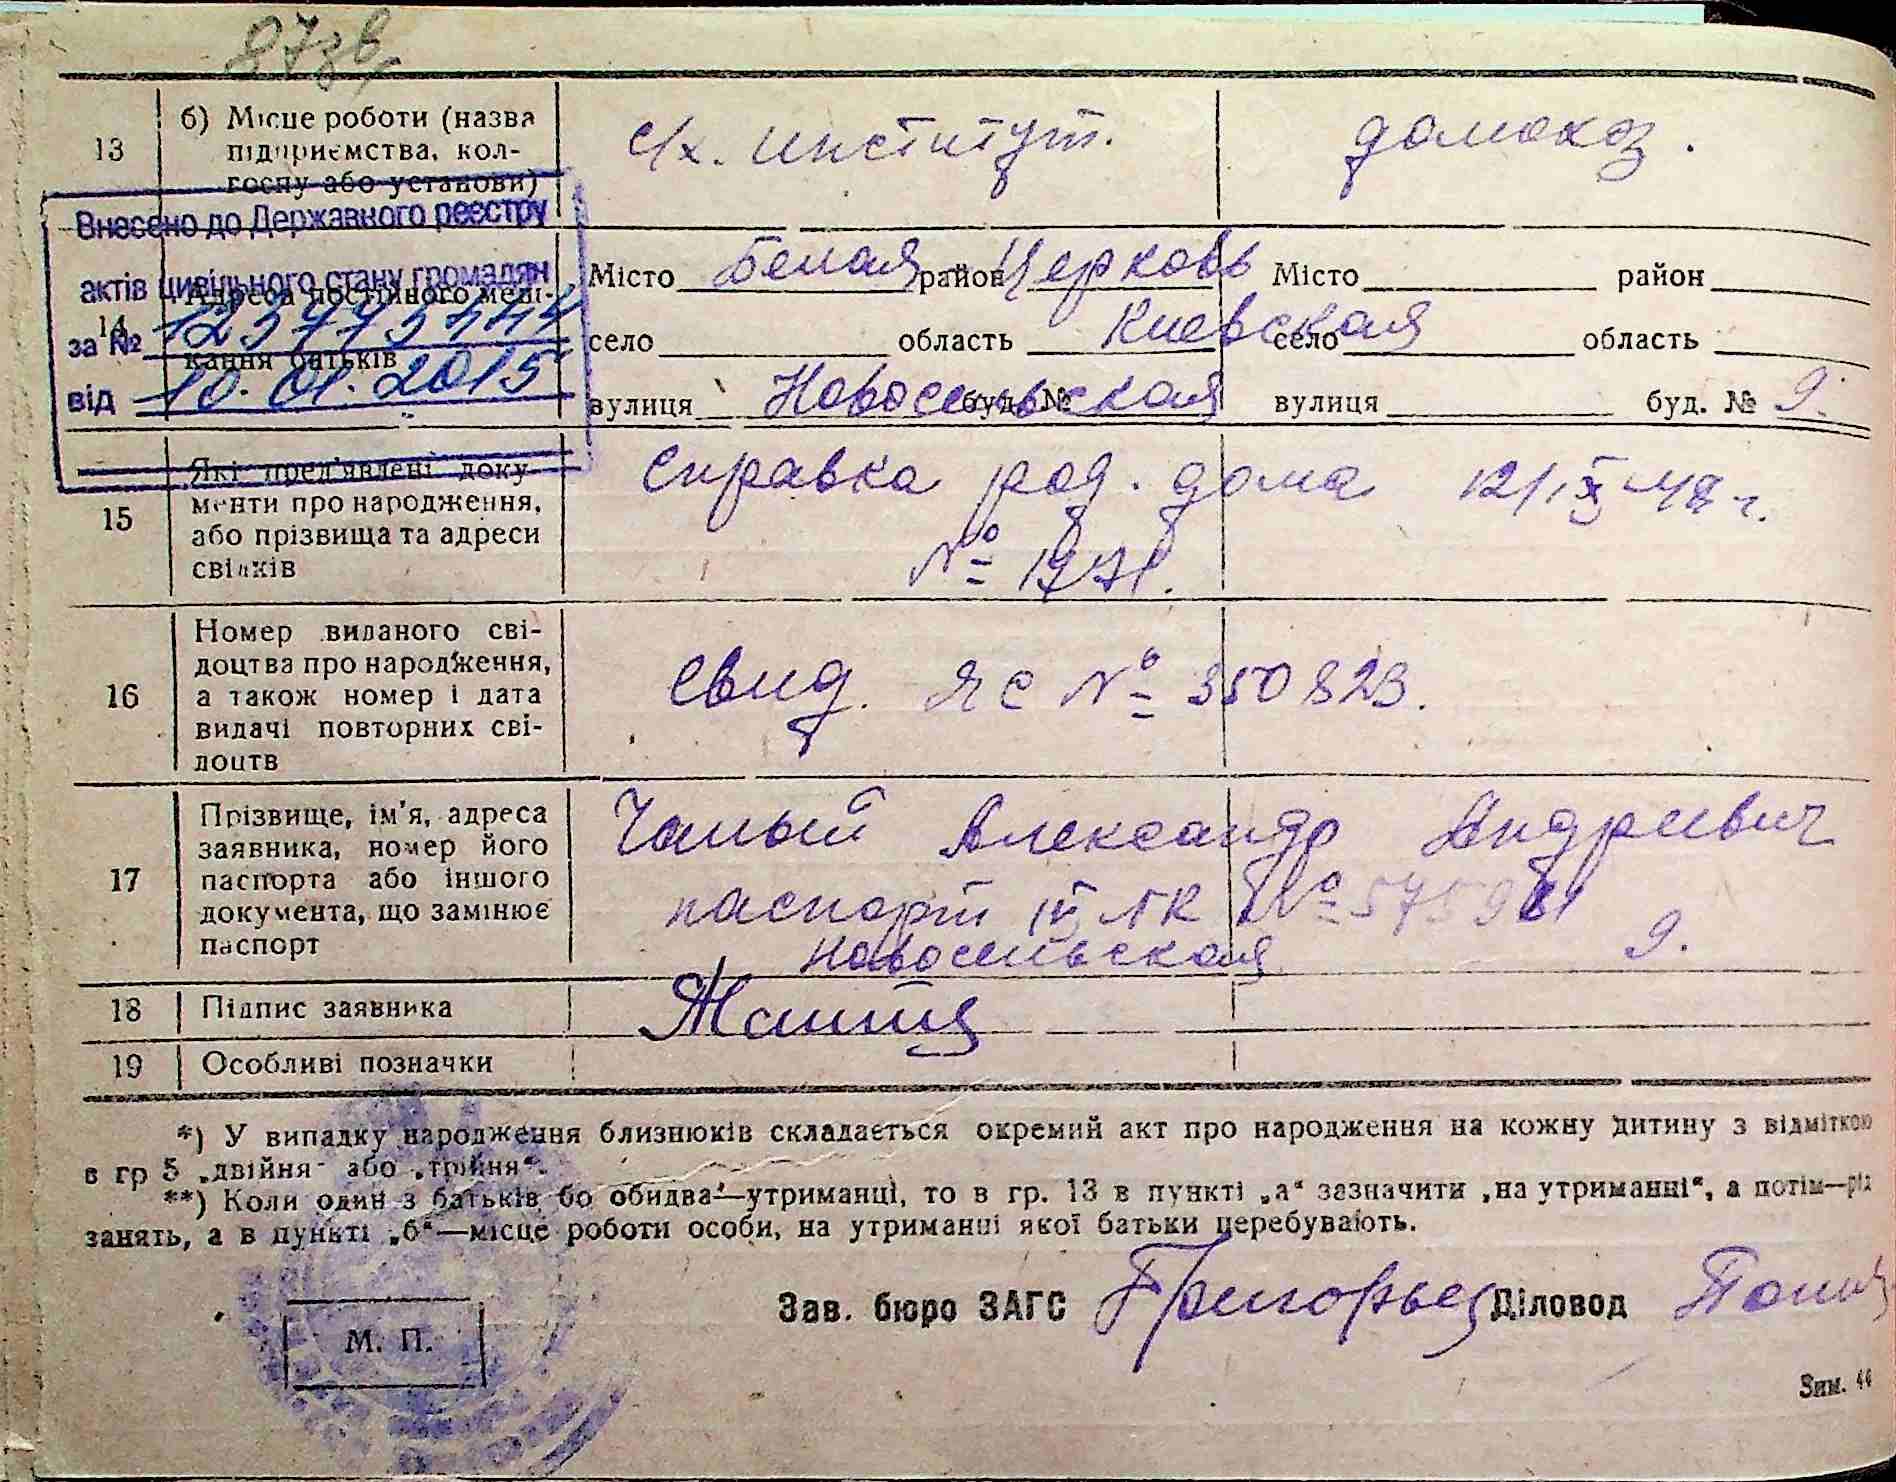 13 б) Місце роботи (назва підприємства, колгоспу або установи) с/х. институт. домохоз.
Внесено до Державного реєстру
актів цивільного стану громадян
за №
від 10.01.2015
14 Адреса постійного мешкання батьків
Місто Белая район Церковь Місто район
село область Киевская село область
вулиця Новосельская буд. № вулиця буд. № 9.
15 Які пред'явлені документи про народження, або прізвища та адреси свідків
Справка род. дома 12/IX-48 г.
№
16 Номер виданого свідоцтва про народження, а також номер і дата видачі повторних свідоцтв
Свид. ЯС № 350823.
17 Прізвище, ім'я, адреса заявника, номер його паспорта або іншого документа, що замінює паспорт
Чалый Александр Андреевич
паспорт IV ЛК №
Новосельская 9.
18 Підпис заявника
19 Особливі позначки
*) У випадку народження близнюків складається окремий акт про народження на кожну дитину з відміткою
в гр 5 „двійня" або „трійня".
**) Коли один з батьків бо обидва—утриманці, то в гр. 13 в пункті „а" зазначити „на утриманні", а потім—рід
занять, а в пункті „б"—місце роботи особи, на утриманні якої батьки перебувають.
Зав. бюро ЗАГС Діловод
М. П.